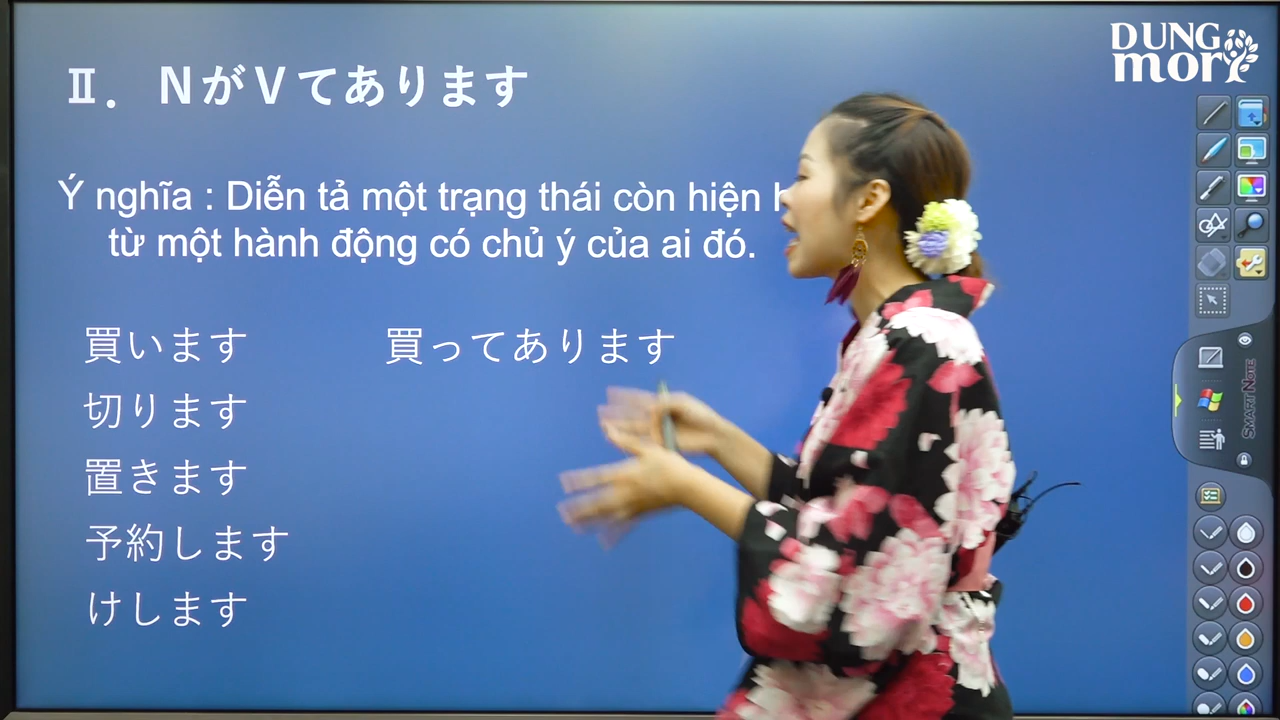 DUNG
mori
Ⅱ．ＮがＶてあります
Ý nghĩa : Diễn tả một trạng thái còn hiện
từ một hành động có chủ ý của ai đó.
買います 買ってあります
切ります
置きます
予約します
けします
SMART NOTE